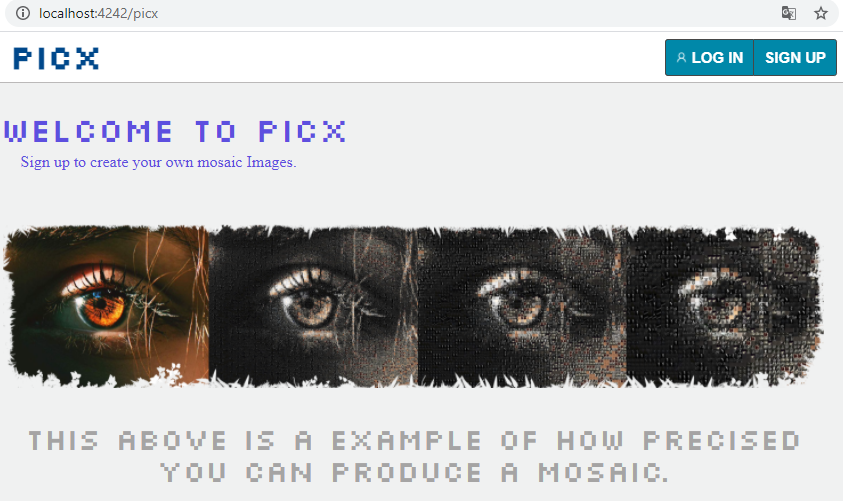 localhost:4242/picx
PICX
LOG IN SIGN UP
WELCOME TO PICX
Sign up to create your own mosaic Images.
THIS ABOVE IS A EXAMPLE OF HOW PRECISED
YOU CAN PRODUCE A MOSAIC.